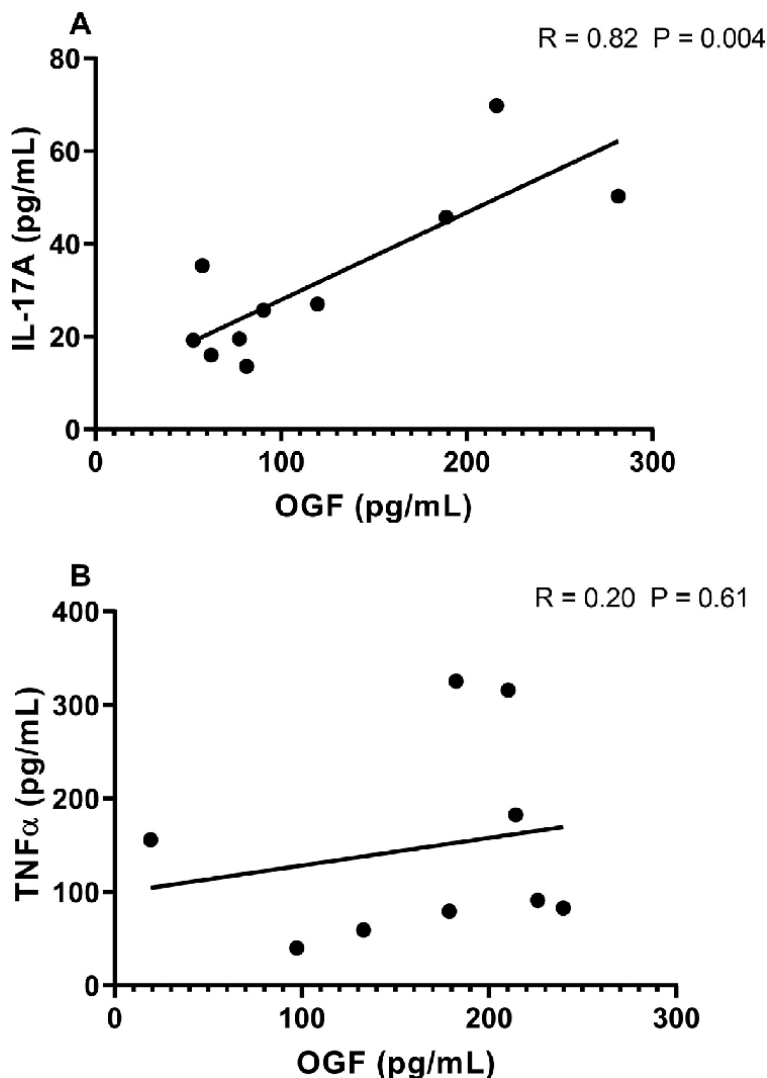 A
R = 0.82 P = 0.004
80
60
40
20
0
IL-17A (pg/mL)
0 100 200 300
OGF (pg/mL)
B
R = 0.20 P = 0.61
400
300
200
100
0
TNFα (pg/mL)
0 100 200 300
OGF (pg/mL)